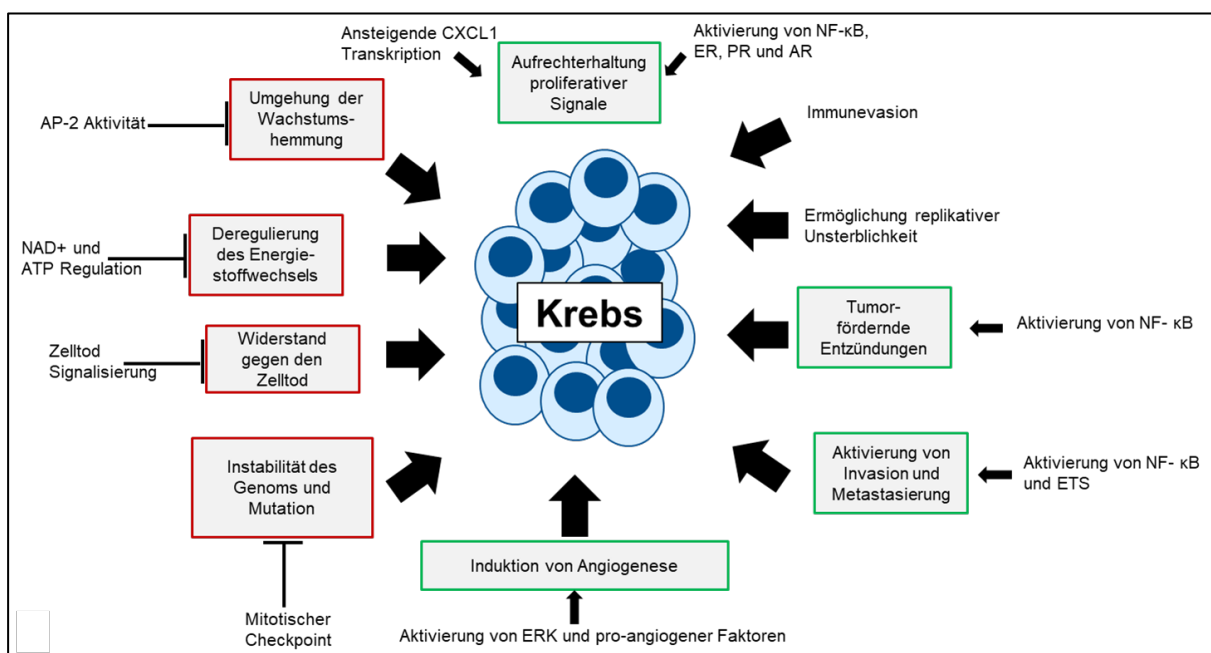 Ansteigende CXCL1
Transkription
Aktivierung von NF-κB,
ER, PR und AR
Aufrechterhaltung
proliferativer
Signale
AP-2 Aktivität
Umgehung der
Wachstums-
hemmung
Immunevasion
NAD+ und
ATP Regulation
Deregulierung
des Energie-
stoffwechsels
Ermöglichung replikativer
Unsterblichkeit
Krebs
Zelltod
Signalisierung
Widerstand
gegen den
Zelltod
Tumor-
fördernde
Entzündungen
Aktivierung von NF- κB
Instabilität des
Genoms und
Mutation
Aktivierung von
Invasion und
Metastasierung
Aktivierung von NF- κB
und ETS
Induktion von Angiogenese
Mitotischer
Checkpoint
Aktivierung von ERK und pro-angiogener Faktoren